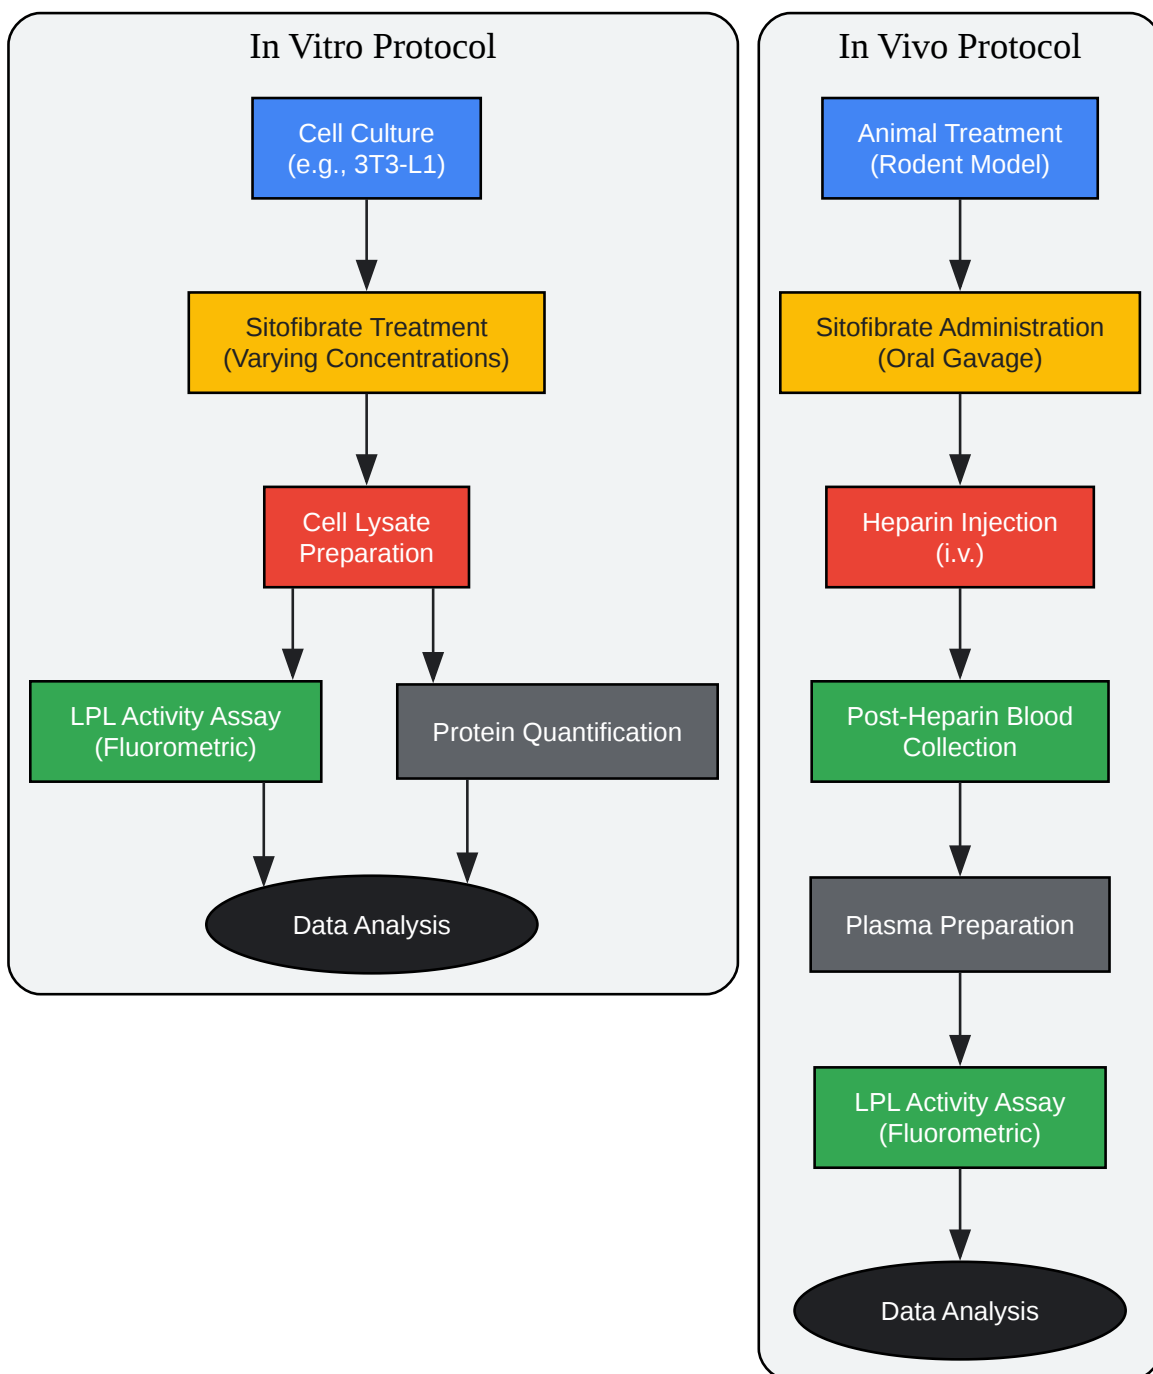 In Vitro Protocol
Cell Culture
(e.g., 3T3-L1)
Sitofibrate Treatment
(Varying Concentrations)
Cell Lysate
Preparation
LPL Activity Assay
(Fluorometric)
Protein Quantification
Data Analysis
In Vivo Protocol
Animal Treatment
(Rodent Model)
Sitofibrate Administration
(Oral Gavage)
Heparin Injection
(i.v.)
Post-Heparin Blood
Collection
Plasma Preparation
LPL Activity Assay
(Fluorometric)
Data Analysis